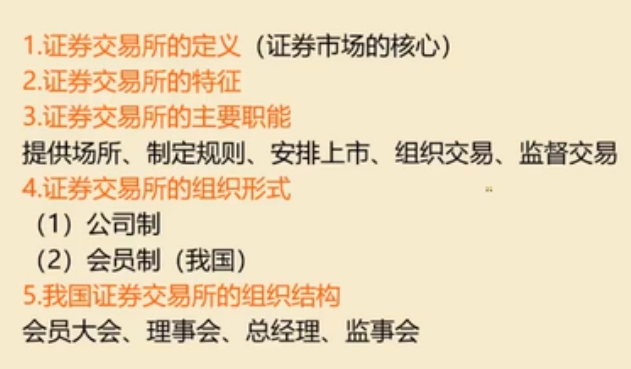 1.证券交易所的定义（证券市场的核心）
2.证券交易所的特征
3.证券交易所的主要职能
提供场所、制定规则、安排上市、组织交易、监督交易
4.证券交易所的组织形式
（1）公司制
（2）会员制（我国）
5.我国证券交易所的组织结构
会员大会、理事会、总经理、监事会